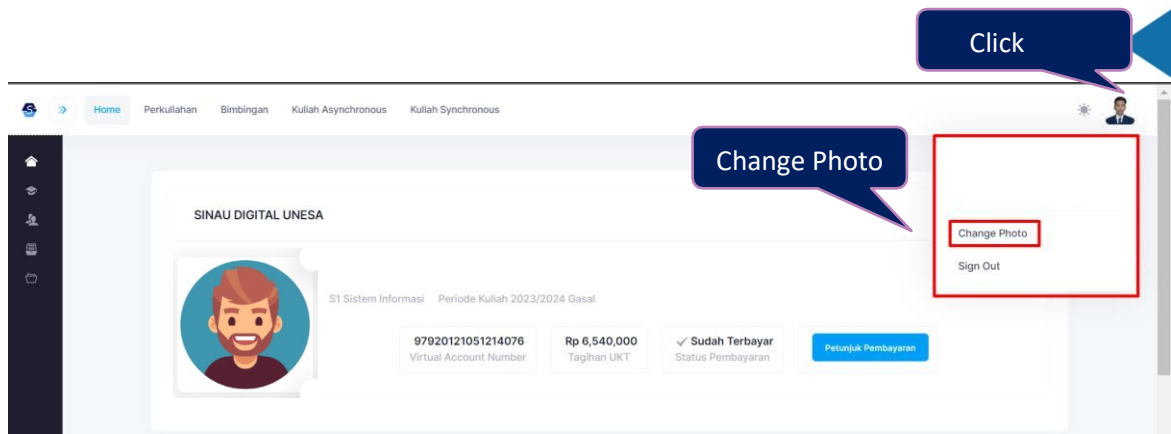 Click
Home Perkuliahan Bimbingan Kuliah Asynchronous Kuliah Synchronous
Change Photo
SINAU DIGITAL UNESA
Change Photo
Sign Out
S1 Sistem Informasi Periode Kuliah 2023/2024 Gasal
97920121051214076 Rp 6,540,000 Sudah Terbayar
Virtual Account Number Tagihan UKT Status Pembayaran Petunjuk Pembayaran